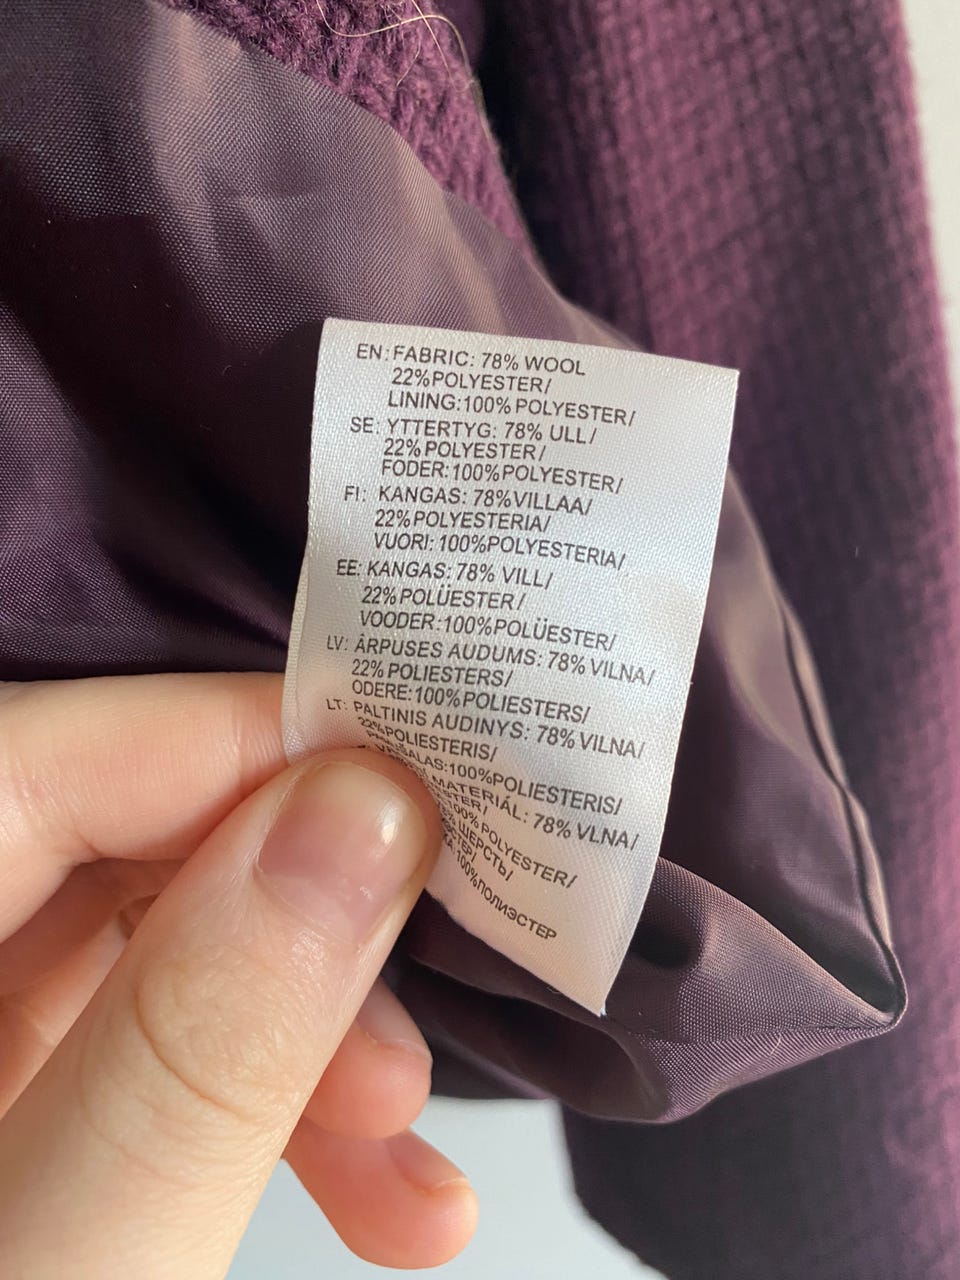 EN: FABRIC: 78% WOOL
22% POLYESTER/
LINING:100% POLYESTER/
SE: YTTERTYG: 78% ULL/
22% POLYESTER/
FODER:100% POLYESTER/
FI: KANGAS: 78% VILLAA/
22% POLYESTERIA/
VUORI: 100%POLYESTERIA/
EE: KANGAS: 78% VILL/
22% POLÜESTER/
VOODER:100%POLÜESTER/
LV: ĀRPUSES AUDUMS: 78% VILNA/
22% POLIESTERS/
ODERE:100%POLIESTERS/
LT: PALTINIS AUDINYS: 78% VILNA/
22%POLIESTERIS/
100%POLIESTERIS/
MATERIÁL: 78% VLNA/
100% POLYESTER/
ШЕРСТЬ/
100%ПОЛИЭСТЕР